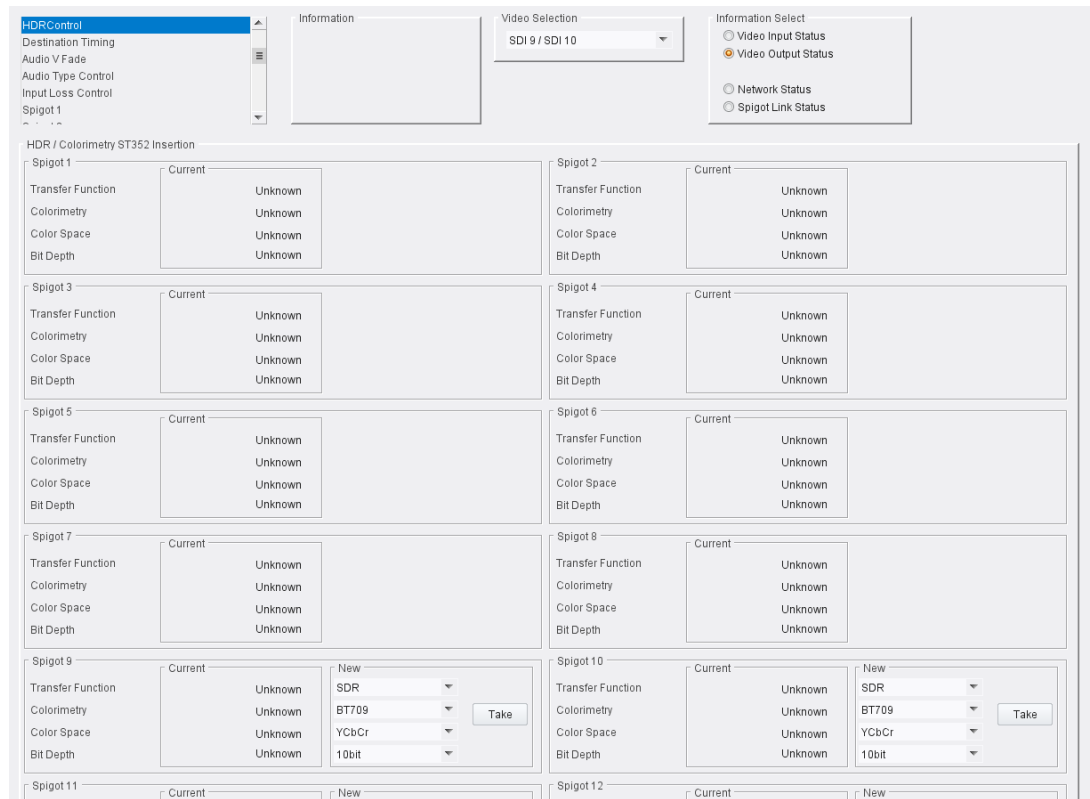 HDRControl
Destination Timing
Audio V Fade
Audio Type Control
Input Loss Control
Spigot 1
Information
Video Selection
SDI 9 / SDI 10
Information Select
Video Input Status
Video Output Status
Network Status
Spigot Link Status
HDR / Colorimetry ST352 Insertion
Spigot 1
Current
Transfer Function Unknown
Colorimetry Unknown
Color Space Unknown
Bit Depth Unknown
Spigot 2
Current
Transfer Function Unknown
Colorimetry Unknown
Color Space Unknown
Bit Depth Unknown
Spigot 3
Current
Transfer Function Unknown
Colorimetry Unknown
Color Space Unknown
Bit Depth Unknown
Spigot 4
Current
Transfer Function Unknown
Colorimetry Unknown
Color Space Unknown
Bit Depth Unknown
Spigot 5
Current
Transfer Function Unknown
Colorimetry Unknown
Color Space Unknown
Bit Depth Unknown
Spigot 6
Current
Transfer Function Unknown
Colorimetry Unknown
Color Space Unknown
Bit Depth Unknown
Spigot 7
Current
Transfer Function Unknown
Colorimetry Unknown
Color Space Unknown
Bit Depth Unknown
Spigot 8
Current
Transfer Function Unknown
Colorimetry Unknown
Color Space Unknown
Bit Depth Unknown
Spigot 9
Current New
Transfer Function Unknown SDR
Colorimetry Unknown BT709 Take
Color Space Unknown YCbCr
Bit Depth Unknown 10bit
Spigot 10
Current New
Transfer Function Unknown SDR
Colorimetry Unknown BT709 Take
Color Space Unknown YCbCr
Bit Depth Unknown 10bit
Spigot 11
Current New
Spigot 12
Current New